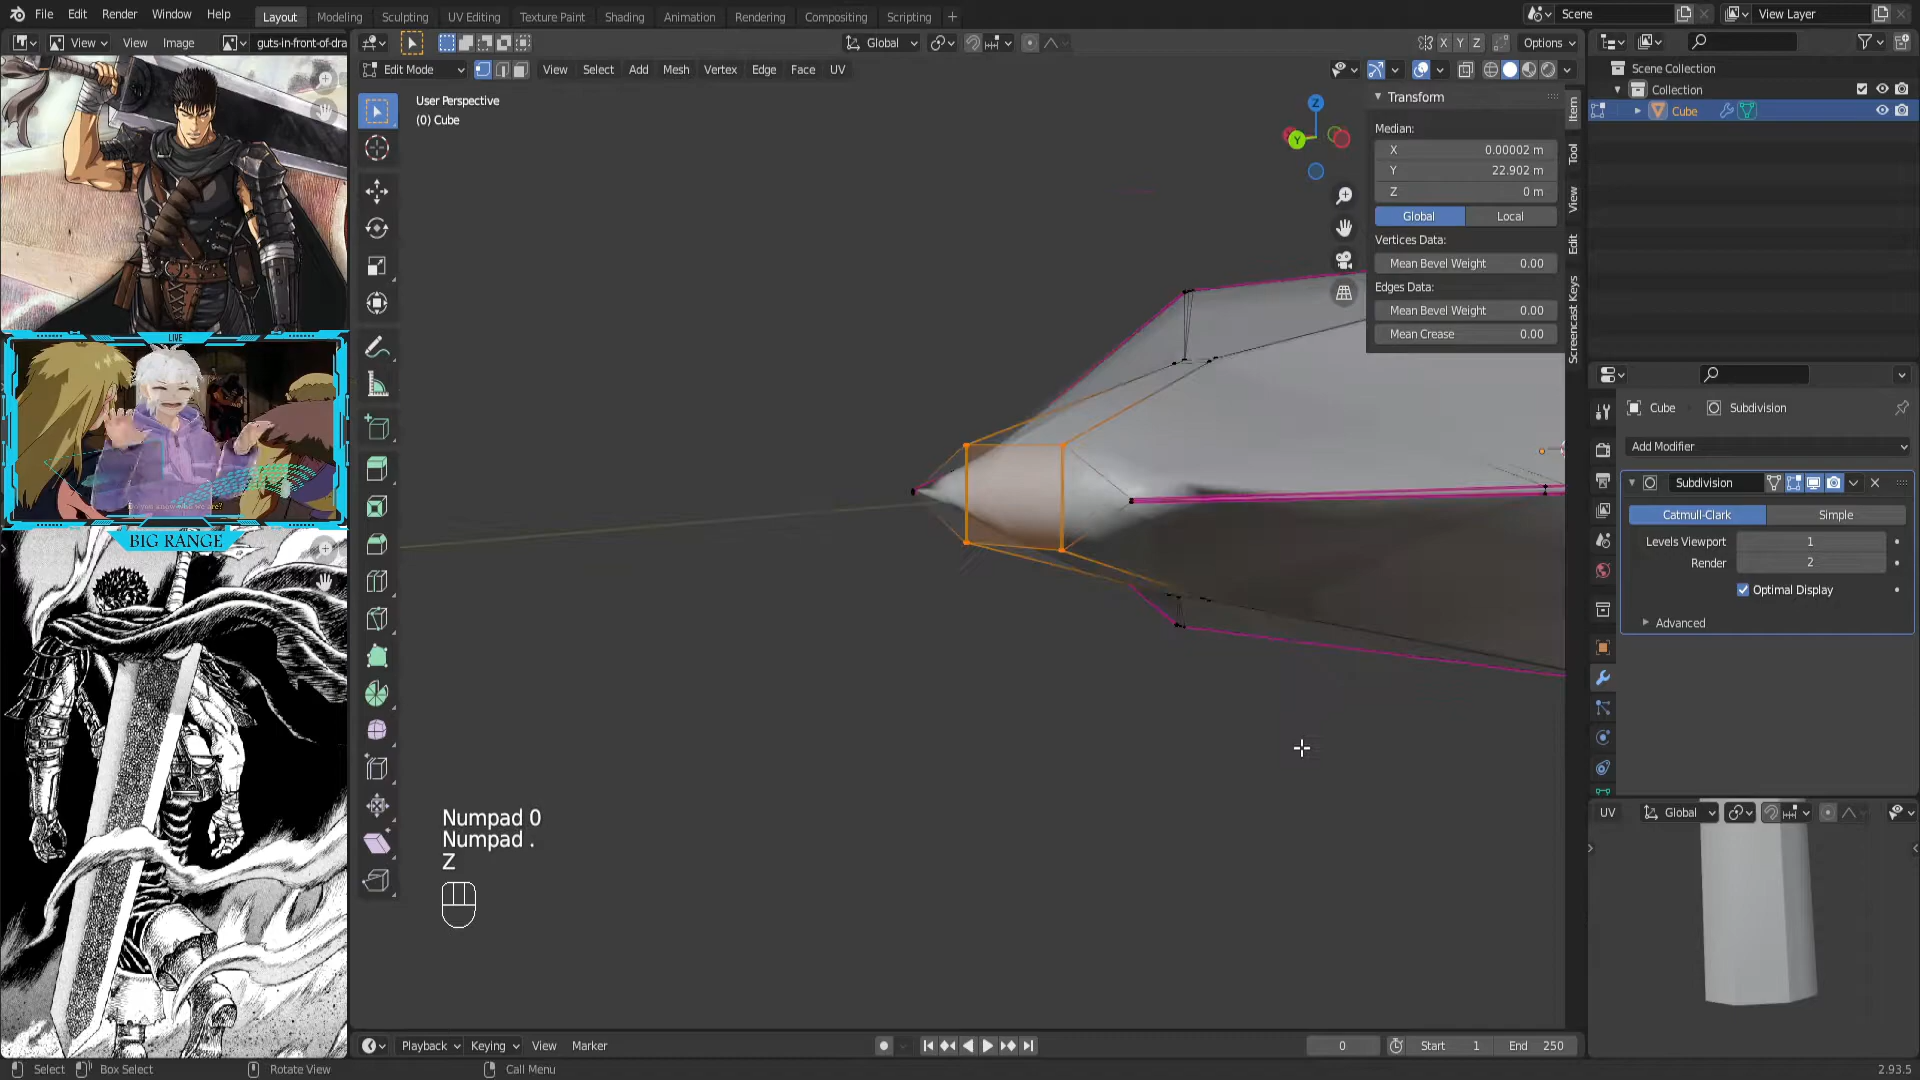 File Edit Render Window Help
Layout Modeling Sculpting UV Editing Texture Paint Shading Animation Rendering Compositing Scripting +
Scene
View Layer
View View Image guts-in-front-of-dra
Global
X Y Z
Options
Edit Mode View Select Add Mesh Vertex Edge Face UV
Scene Collection
Collection
Cube
User Perspective
(0) Cube
Z
Y
Transform
Median:
X 0.00002 m
Y 22.902 m
Z 0 m
Global Local
Vertices Data:
Mean Bevel Weight 0.00
Edges Data:
Mean Bevel Weight 0.00
Mean Crease 0.00
Item
Tool
View
Edit
Screencast Keys
LIVE
Do you know who we are?
BIG RANGE
Cube Subdivision
Add Modifier
Subdivision
Catmull-Clark Simple
Levels Viewport 1
Render 2
Optimal Display
Advanced
UV Global
Numpad 0
Numpad .
Z
Playback Keying View Marker
0 Start 1 End 250
Select Box Select Rotate View Call Menu
2.93.5